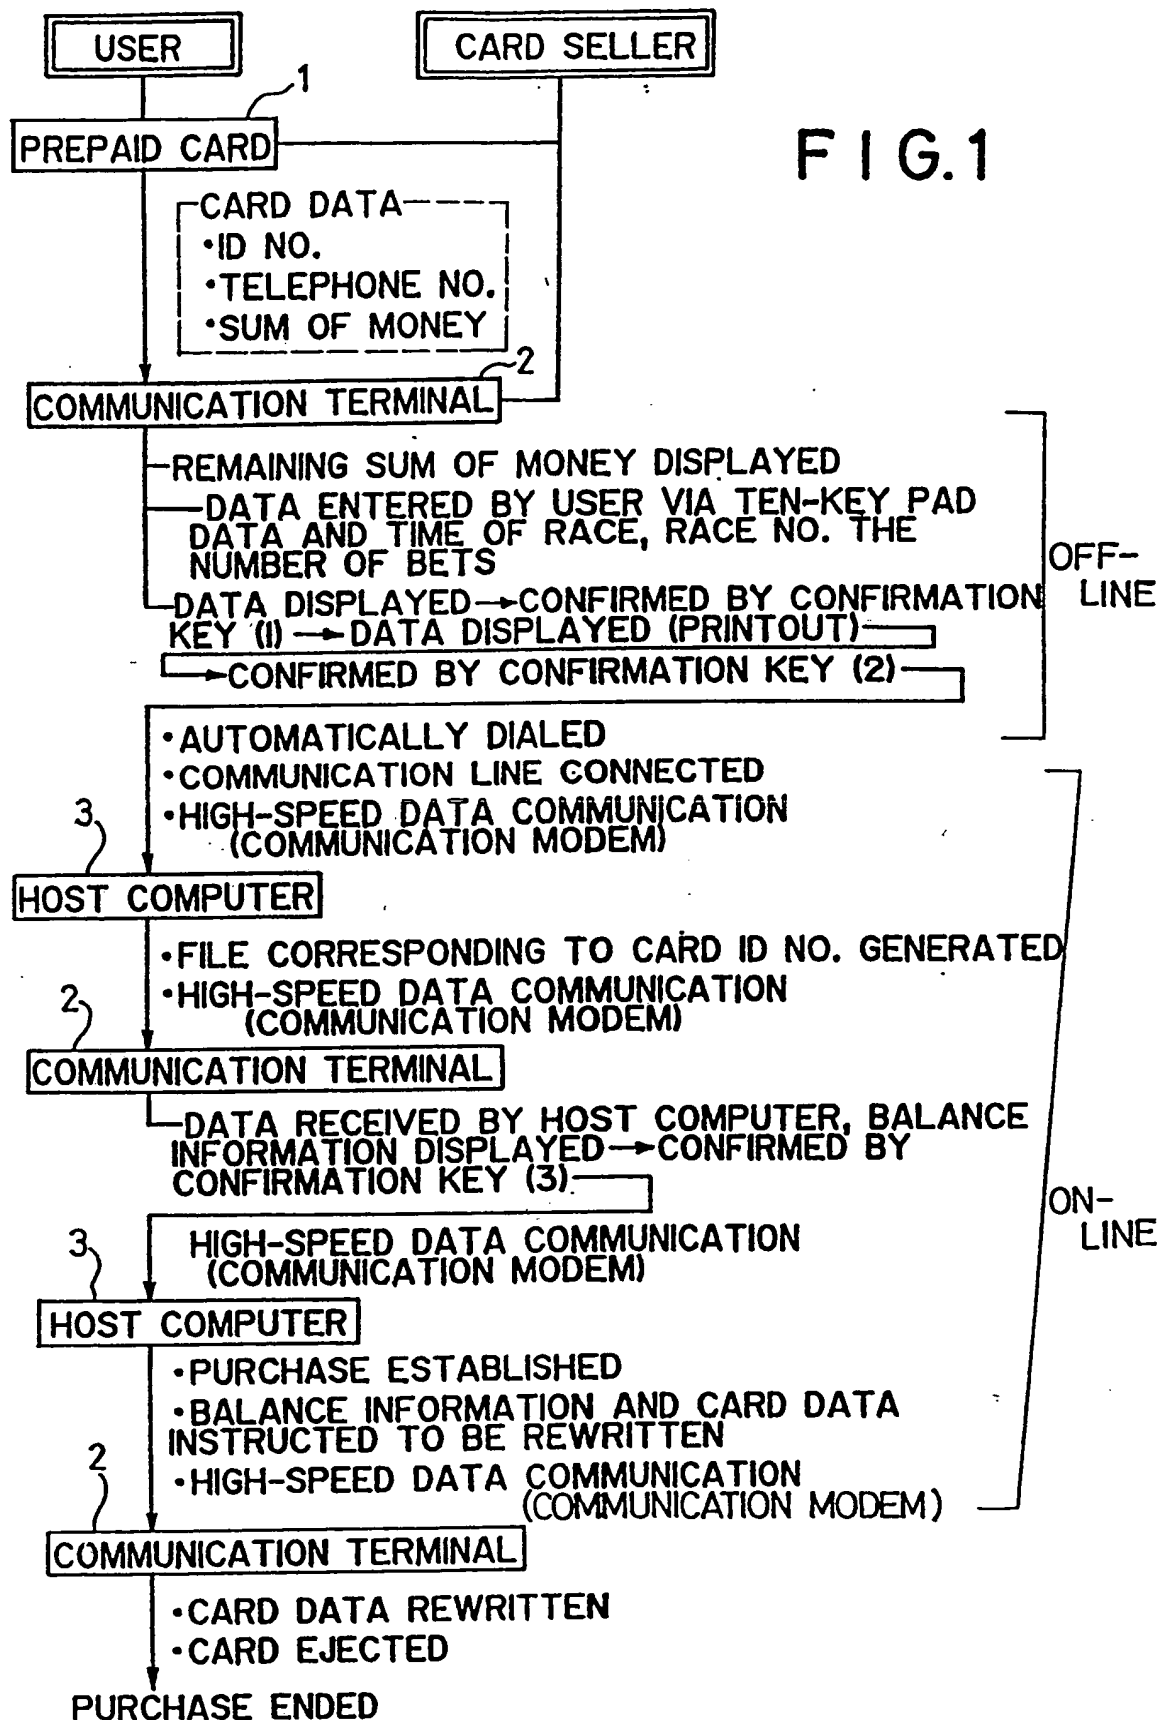 USER
CARD SELLER
1
PREPAID CARD
FIG.1
CARD DATA
•ID NO.
•TELEPHONE NO.
•SUM OF MONEY
2
COMMUNICATION TERMINAL
REMAINING SUM OF MONEY DISPLAYED
DATA ENTERED BY USER VIA TEN-KEY PAD
DATA AND TIME OF RACE, RACE NO. THE
NUMBER OF BETS
OFF-
LINE
DATA DISPLAYED→CONFIRMED BY CONFIRMATION
KEY (1)→DATA DISPLAYED (PRINTOUT)
→CONFIRMED BY CONFIRMATION KEY (2)
•AUTOMATICALLY DIALED
•COMMUNICATION LINE CONNECTED
•HIGH-SPEED DATA COMMUNICATION
(COMMUNICATION MODEM)
3
HOST COMPUTER
•FILE CORRESPONDING TO CARD ID NO. GENERATED
•HIGH-SPEED DATA COMMUNICATION
(COMMUNICATION MODEM)
2
COMMUNICATION TERMINAL
DATA RECEIVED BY HOST COMPUTER, BALANCE
INFORMATION DISPLAYED→CONFIRMED BY
CONFIRMATION KEY (3)
ON-
LINE
HIGH-SPEED DATA COMMUNICATION
(COMMUNICATION MODEM)
3
HOST COMPUTER
•PURCHASE ESTABLISHED
•BALANCE INFORMATION AND CARD DATA
INSTRUCTED TO BE REWRITTEN
•HIGH-SPEED DATA COMMUNICATION
(COMMUNICATION MODEM)
2
COMMUNICATION TERMINAL
•CARD DATA REWRITTEN
•CARD EJECTED
PURCHASE ENDED